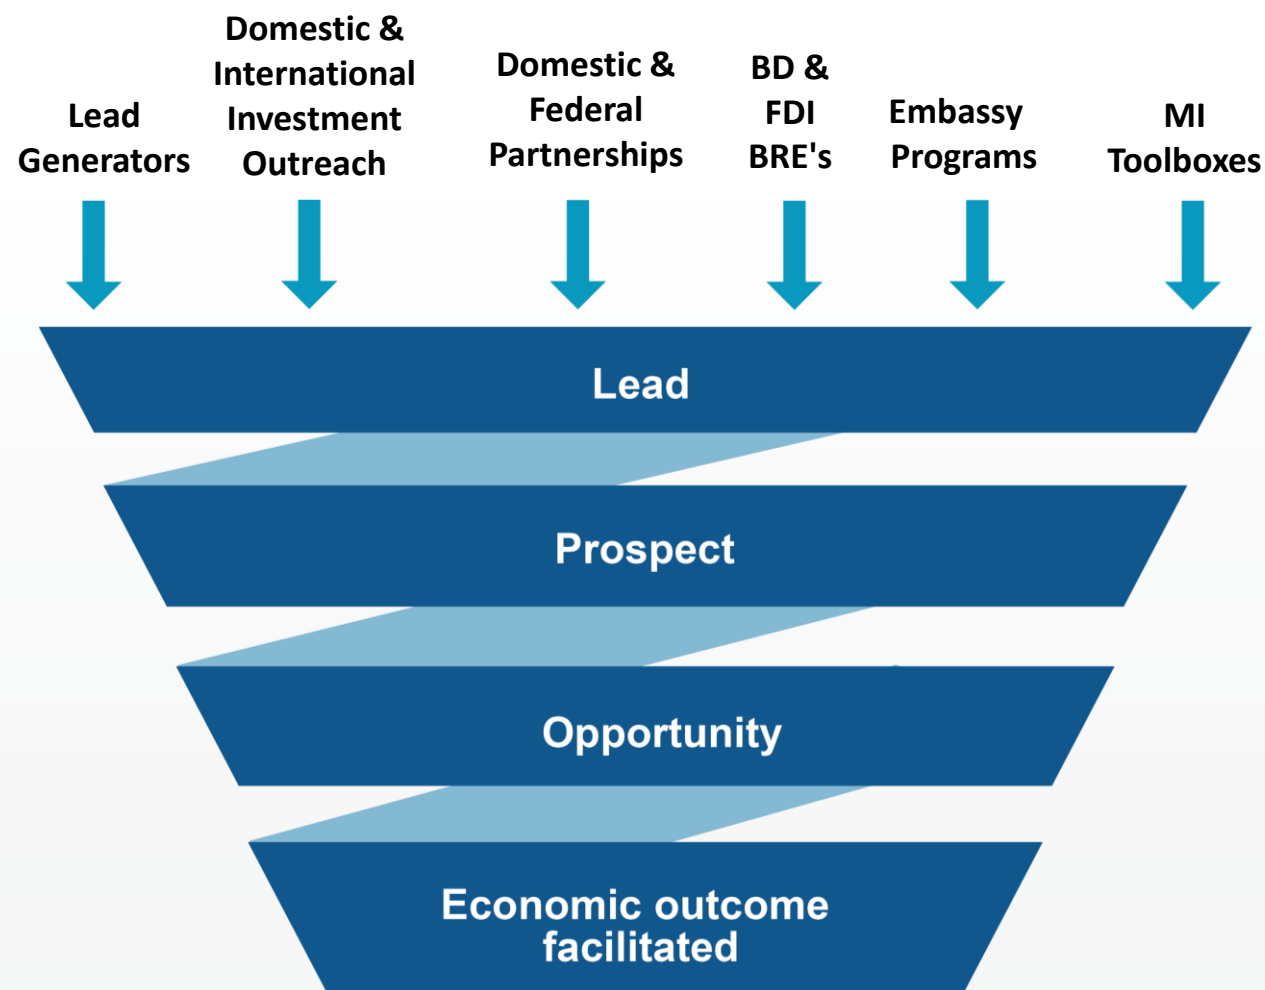 Lead
Generators
Domestic &
International
Investment
Outreach
Domestic &
Federal
Partnerships
BD &
FDI
BRE's
Embassy
Programs
MI
Toolboxes
Lead
Prospect
Opportunity
Economic outcome
facilitated